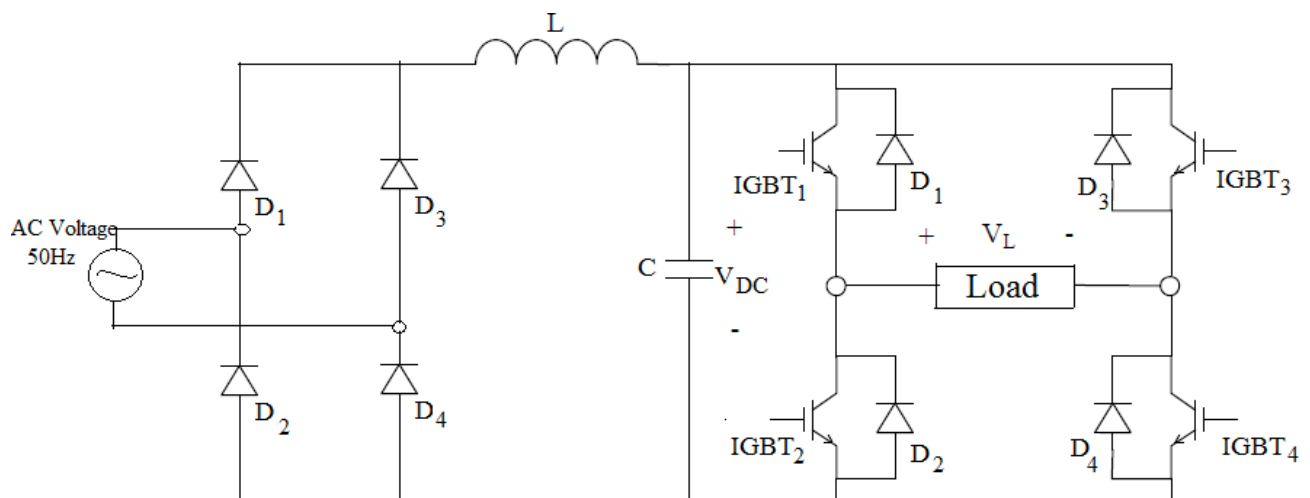 L
AC Voltage
50Hz
D1
D3
D2
D4
C
+
VDC
-
IGBT1
D1
D3
IGBT3
+ VL -
Load
IGBT2
D2
D4
IGBT4